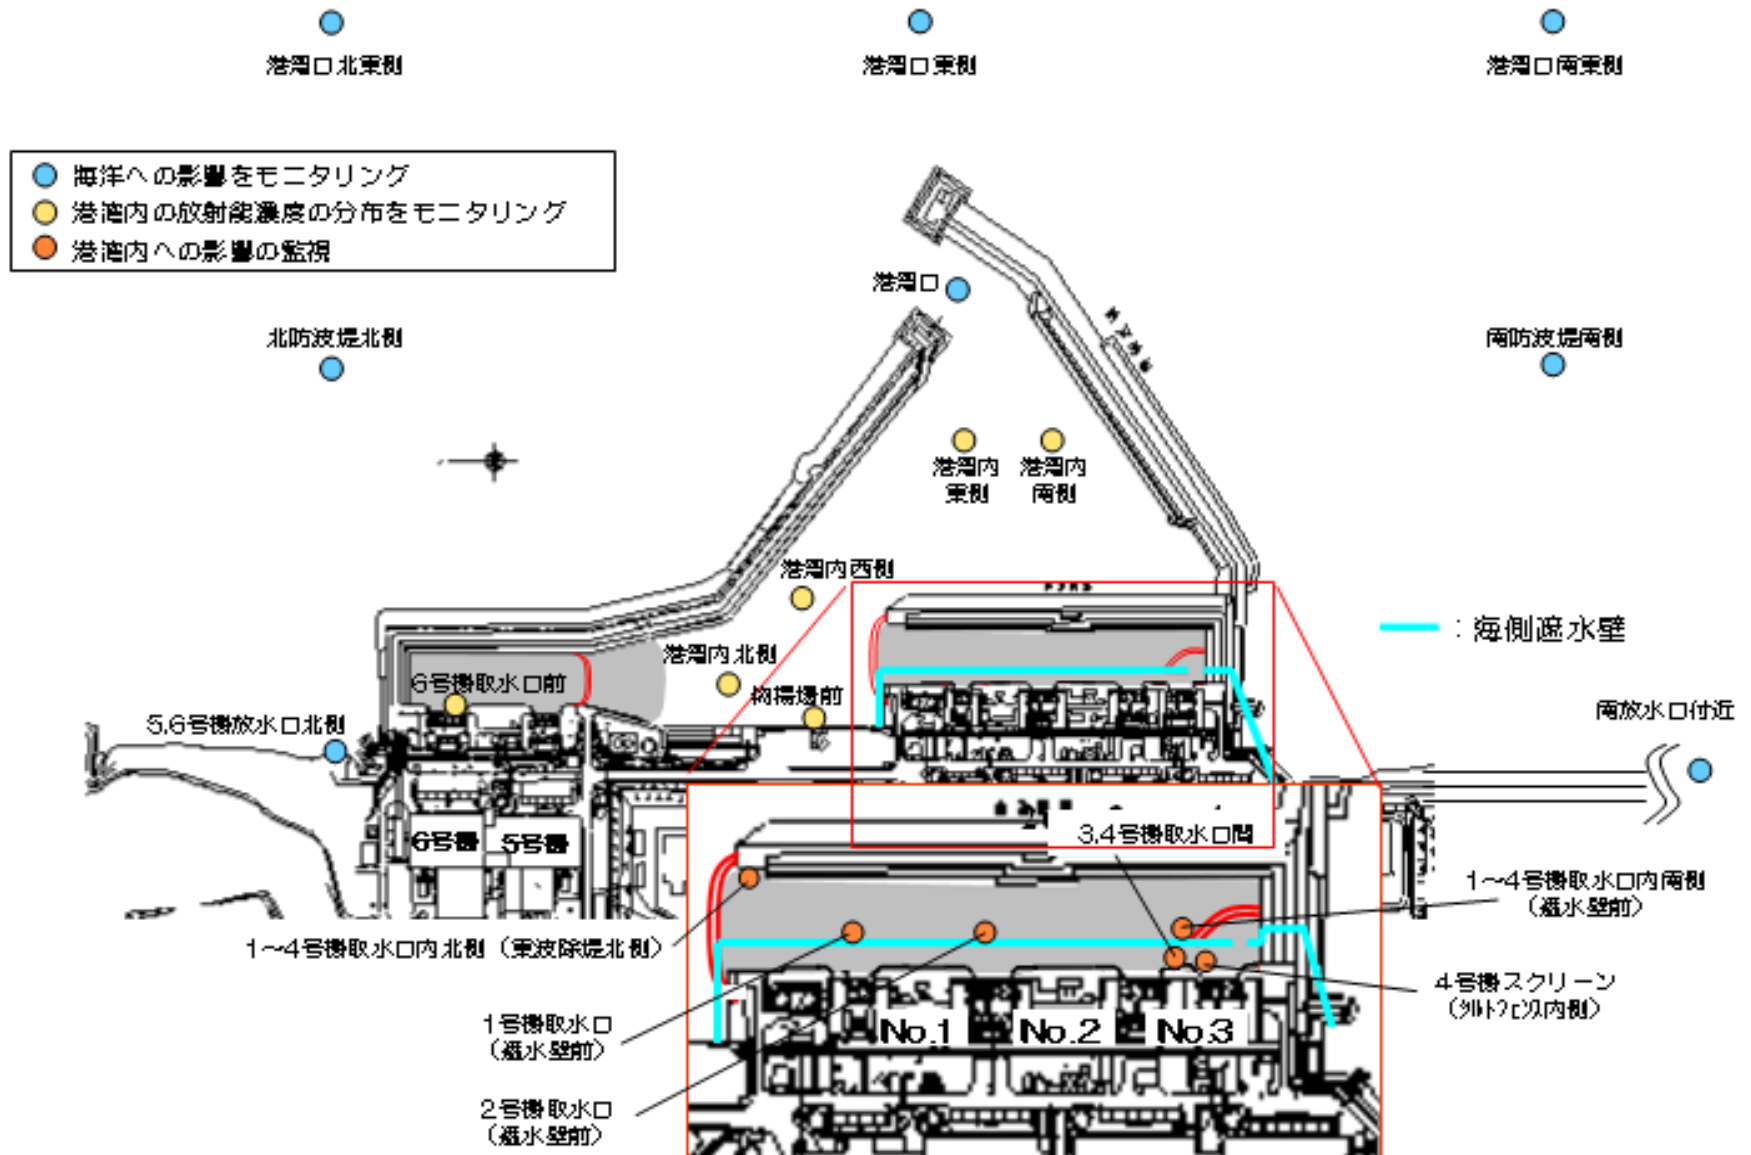 港湾口北東側
港湾口東側
港湾口南東側
海洋への影響をモニタリング
港湾内の放射能濃度の分布をモニタリング
港湾内への影響の監視
港湾口
北防波堤北側
南防波堤南側
港湾内
東側
港湾内
南側
港湾内西側
：海側遮水壁
港湾内北側
6号機取水口前
物揚場前
5,6号機放水口北側
南放水口付近
6号機
5号機
3,4号機取水口間
1～4号機取水口内南側
（遮水壁前）
1～4号機取水口内北側（東波除堤北側）
4号機スクリーン
（シルトフェンス内側）
1号機取水口
（遮水壁前）
No.1
No.2
No.3
2号機取水口
（遮水壁前）